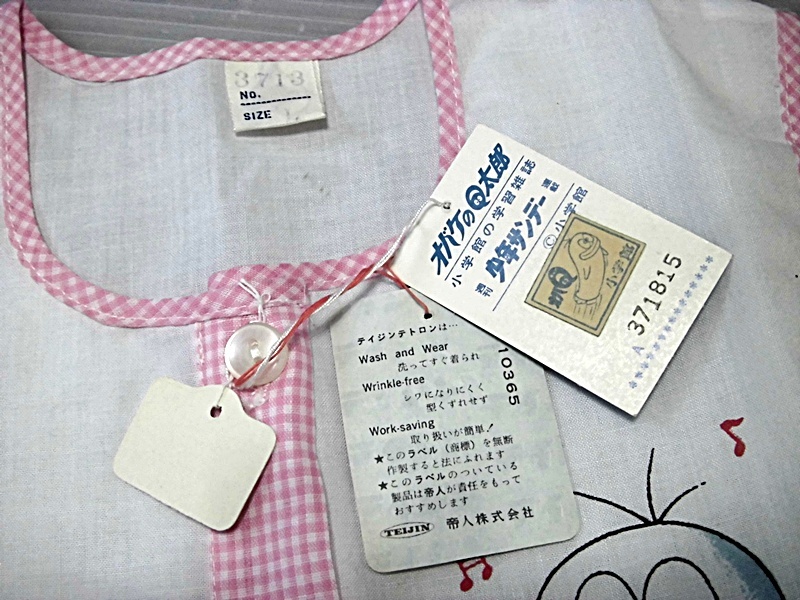 3713
No.
SIZE
オバケのQ太郎
小学館の学習雑誌
週刊 少年サンデー 連載
©小学館
小学館
A 371815
テイジンテトロンは…
Wash and Wear
洗ってすぐ着られ
Wrinkle-free
シワになりにくく
型くずれせず
Work-saving
取り扱いが簡単！
★このラベル（商標）を無断
作製すると法にふれます
★このラベルのついている
製品は帝人が責任をもって
おすすめします
TEIJIN 帝人株式会社
10365